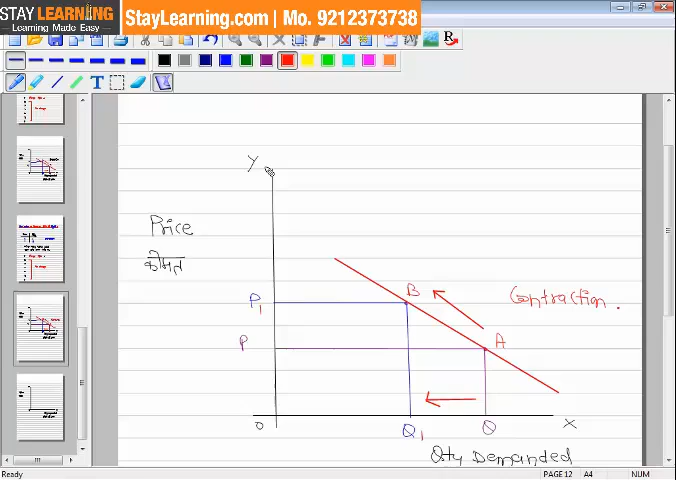 STAY LEARNING
Learning Made Easy
StayLearning.com | Mo. 9212373738
T
R
Y
Price
कीमत
B
Contraction.
P1
A
P
O
Q1
Q
X
Qty Demanded
Ready
PAGE 12
A4
NUM